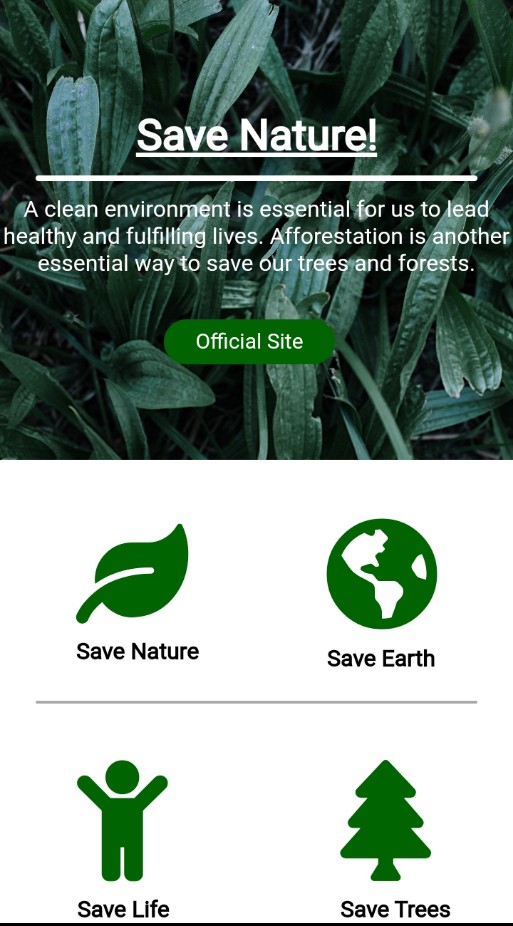 Save Nature!
A clean environment is essential for us to lead
healthy and fulfilling lives. Afforestation is another
essential way to save our trees and forests.
Official Site
Save Nature
Save Earth
Save Life
Save Trees